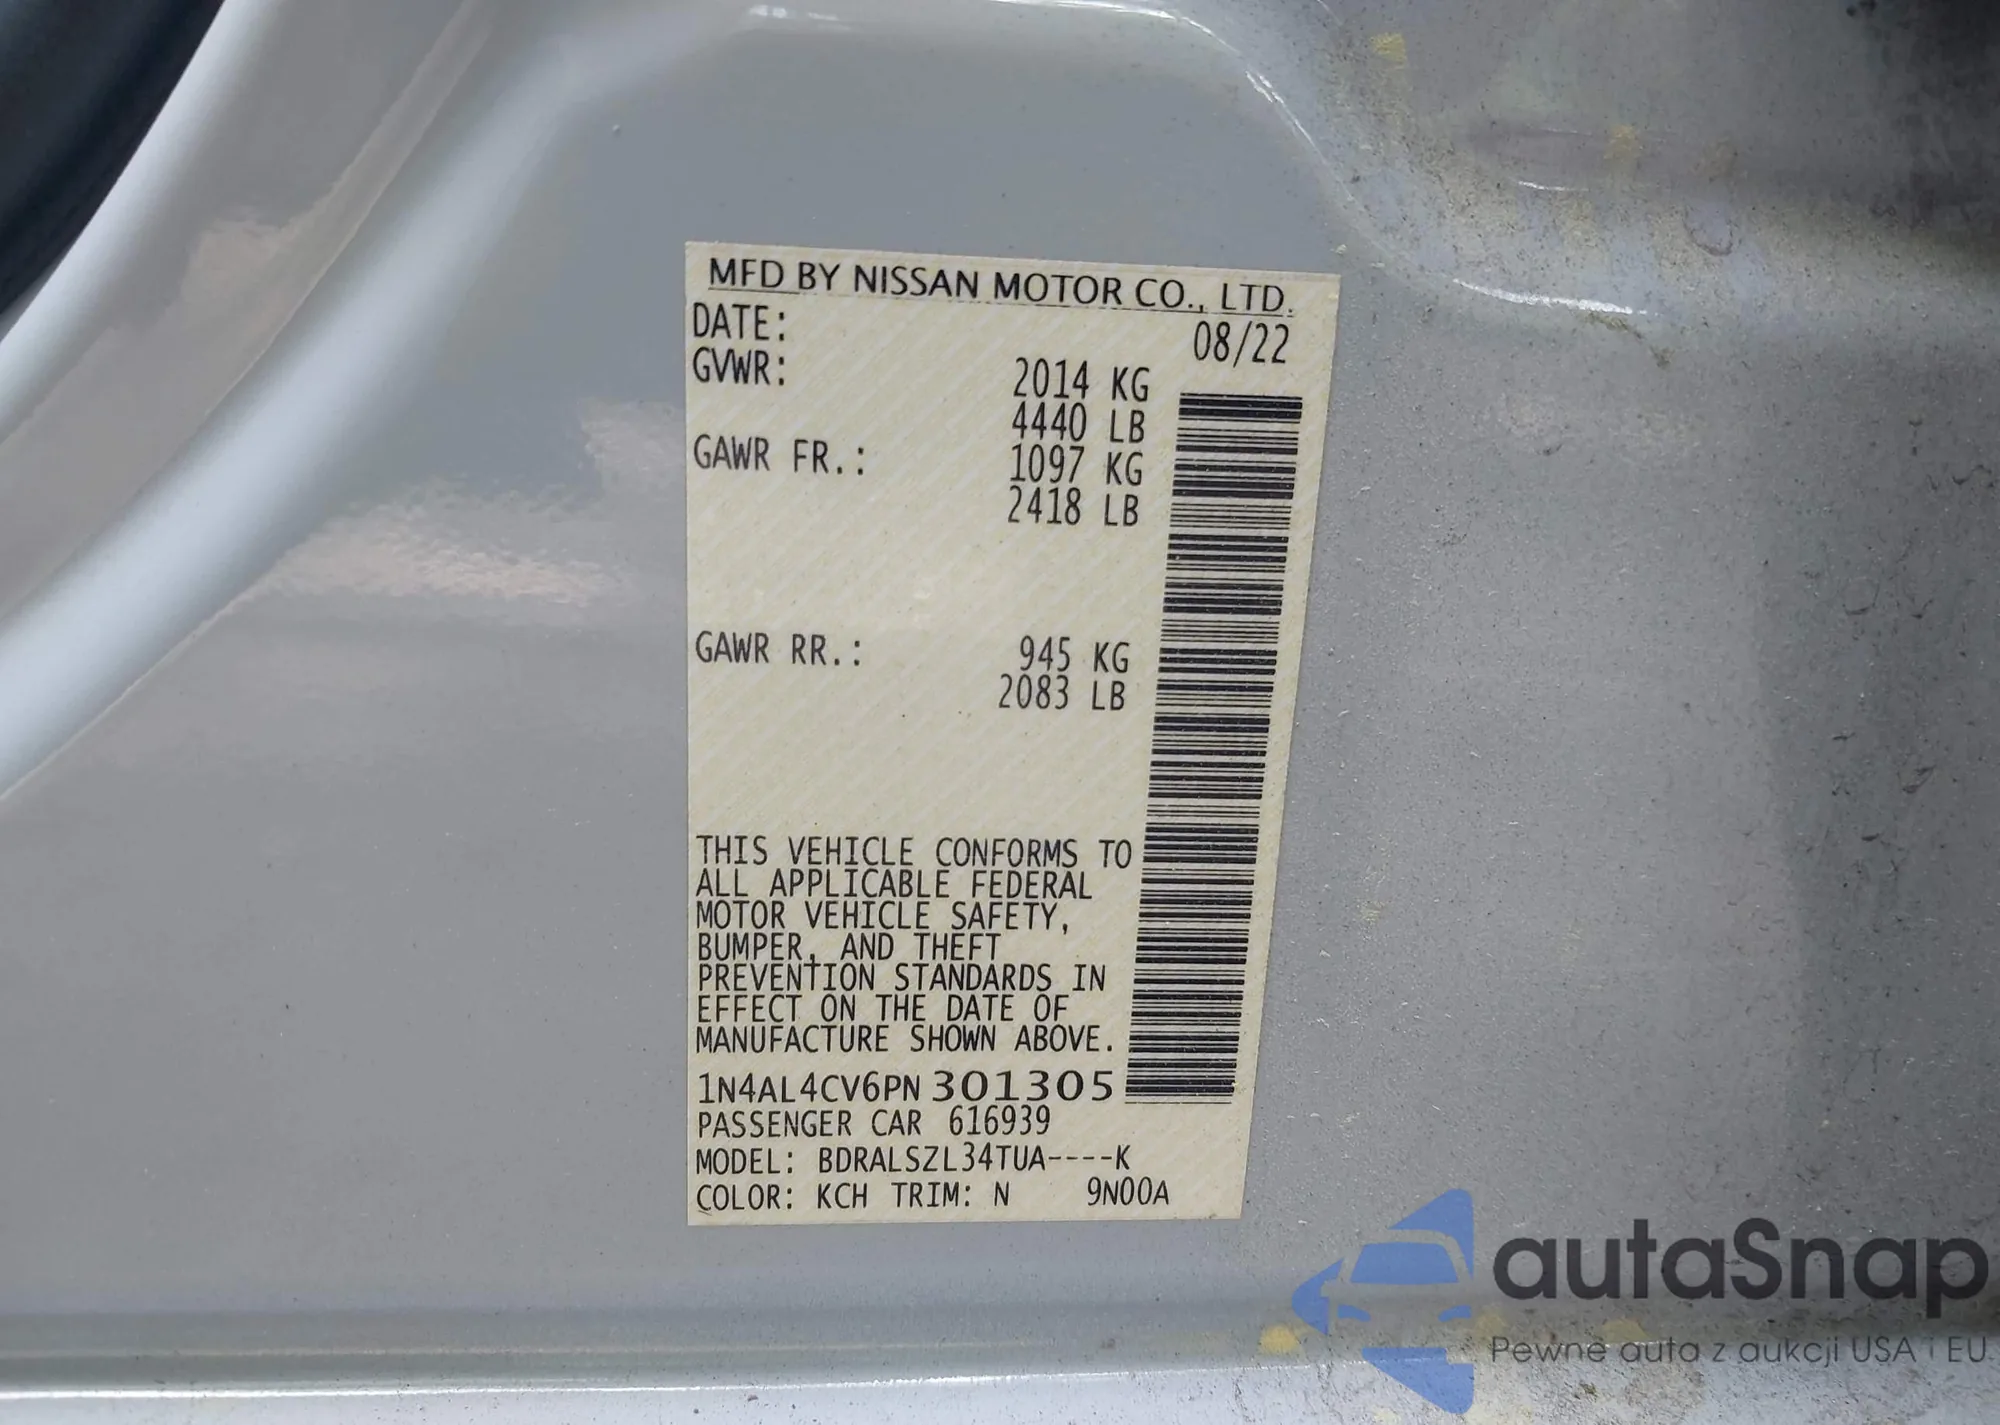 MFD BY NISSAN MOTOR CO., LTD.
DATE: 08/22
GVWR: 2014 KG
4440 LB
GAWR FR.: 1097 KG
2418 LB
GAWR RR.: 945 KG
2083 LB
THIS VEHICLE CONFORMS TO
ALL APPLICABLE FEDERAL
MOTOR VEHICLE SAFETY,
BUMPER, AND THEFT
PREVENTION STANDARDS IN
EFFECT ON THE DATE OF
MANUFACTURE SHOWN ABOVE.
1N4AL4CV6PN301305
PASSENGER CAR 616939
MODEL: BDRALSZL34TUA----K
COLOR: KCH TRIM: N 9N00A
autaSnap
Pewne auta z aukcji USA i EU